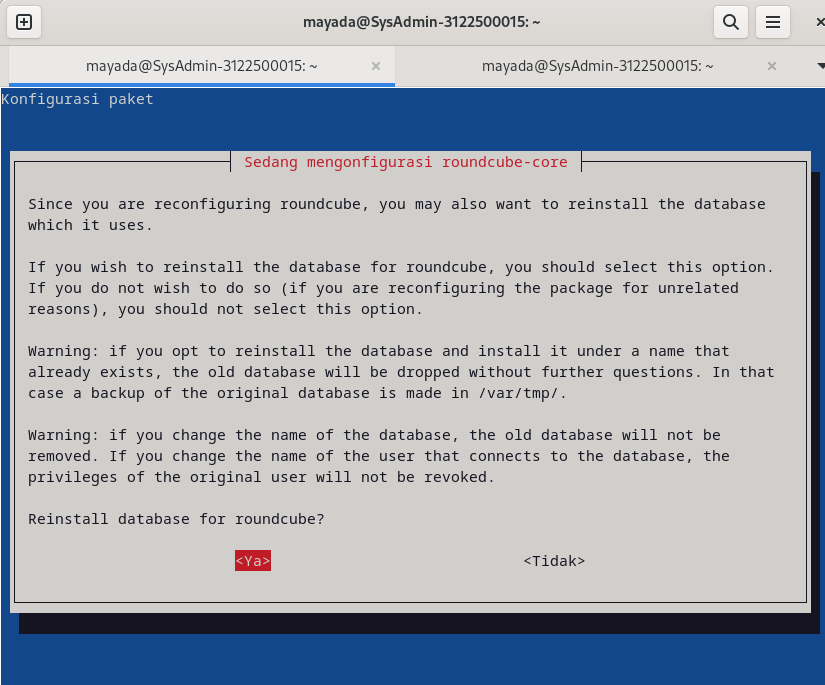 mayada@SysAdmin-3122500015: ~
mayada@SysAdmin-3122500015: ~
mayada@SysAdmin-3122500015: ~
Konfigurasi paket
Sedang mengonfigurasi roundcube-core
Since you are reconfiguring roundcube, you may also want to reinstall the database
which it uses.
If you wish to reinstall the database for roundcube, you should select this option.
If you do not wish to do so (if you are reconfiguring the package for unrelated
reasons), you should not select this option.
Warning: if you opt to reinstall the database and install it under a name that
already exists, the old database will be dropped without further questions. In that
case a backup of the original database is made in /var/tmp/.
Warning: if you change the name of the database, the old database will not be
removed. If you change the name of the user that connects to the database, the
privileges of the original user will not be revoked.
Reinstall database for roundcube?
<Ya> <Tidak>